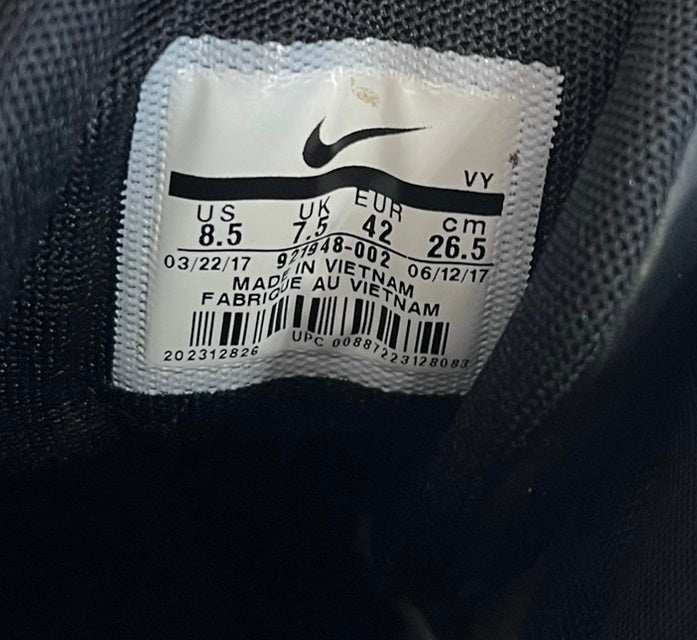 VY
US UK EUR cm
8.5 7.5 42 26.5
03/22/17 921948-002 06/12/17
MADE IN VIETNAM
FABRIQUE AU VIETNAM
202312826 UPC 00887223128083